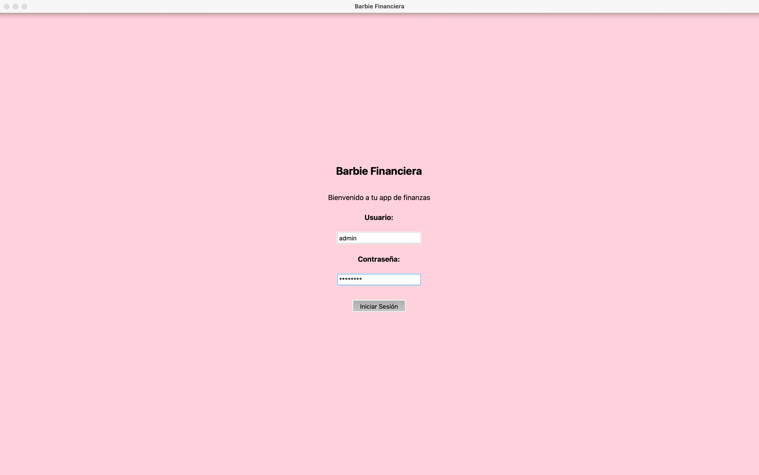 Barbie Financiera
Barbie Financiera
Bienvenido a tu app de finanzas
Usuario:
admin
Contraseña:
********
Iniciar Sesión